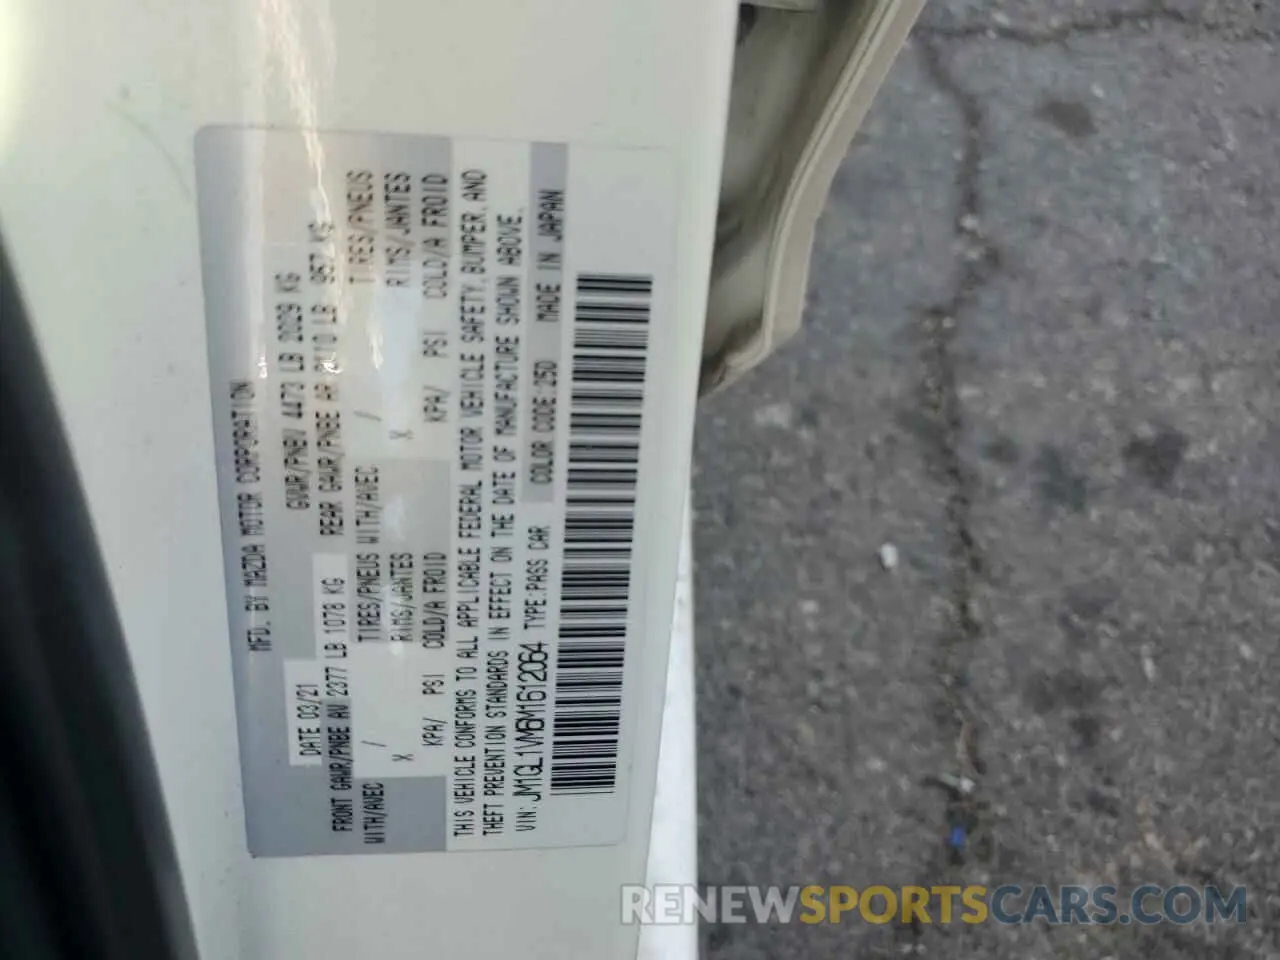 MFD. BY MAZDA MOTOR CORPORATION
DATE 03/21 GVWR/PNBV 4473 LB 2029 KG
FRONT GAWR/PNBE AV 2377 LB 1078 KG REAR GAWR/PNBE AR 2110 LB 957 KG
WITH/AVEC / TIRES/PNEUS WITH/AVEC / TIRES/PNEUS
X RIMS/JANTES X RIMS/JANTES
KPA/ PSI COLD/A FROID KPA/ PSI COLD/A FROID
THIS VEHICLE CONFORMS TO ALL APPLICABLE FEDERAL MOTOR VEHICLE SAFETY, BUMPER, AND
THEFT PREVENTION STANDARDS IN EFFECT ON THE DATE OF MANUFACTURE SHOWN ABOVE.
VIN: JM1GL1VM6M1612064 TYPE:PASS CAR COLOR CODE:25D MADE IN JAPAN
RENEWSPORTSCARS.COM